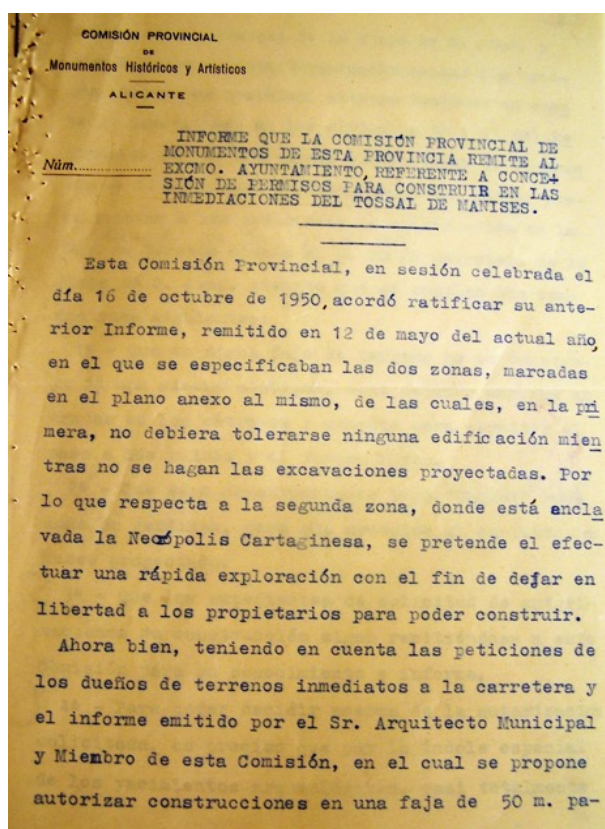 COMISIÓN PROVINCIAL
DE
Monumentos Históricos y Artísticos
ALICANTE
Núm.
INFORME QUE LA COMISIÓN PROVINCIAL DE
MONUMENTOS DE ESTA PROVINCIA REMITE AL
EXCMO. AYUNTAMIENTO, REFERENTE A CONCE-
SIÓN DE PERMISOS PARA CONSTRUIR EN LAS
INMEDIACIONES DEL TOSSAL DE MANISES.
Esta Comisión Provincial, en sesión celebrada el
día 16 de octubre de 1950, acordó ratificar su ante-
rior Informe, remitido en 12 de mayo del actual año,
en el que se especificaban las dos zonas, marcadas
en el plano anexo al mismo, de las cuales, en la pri
mera, no debiera tolerarse ninguna edificación mien
tras no se hagan las excavaciones proyectadas. Por
lo que respecta a la segunda zona, donde está encla
vada la Necrópolis Cartaginesa, se pretende el efec-
tuar una rápida exploración con el fin de dejar en
libertad a los propietarios para poder construir.
Ahora bien, teniendo en cuenta las peticiones de
los dueños de terrenos inmediatos a la carretera y
el informe emitido por el Sr. Arquitecto Municipal
y Miembro de esta Comisión, en el cual se propone
autorizar construcciones en una faja de 50 m. pa-